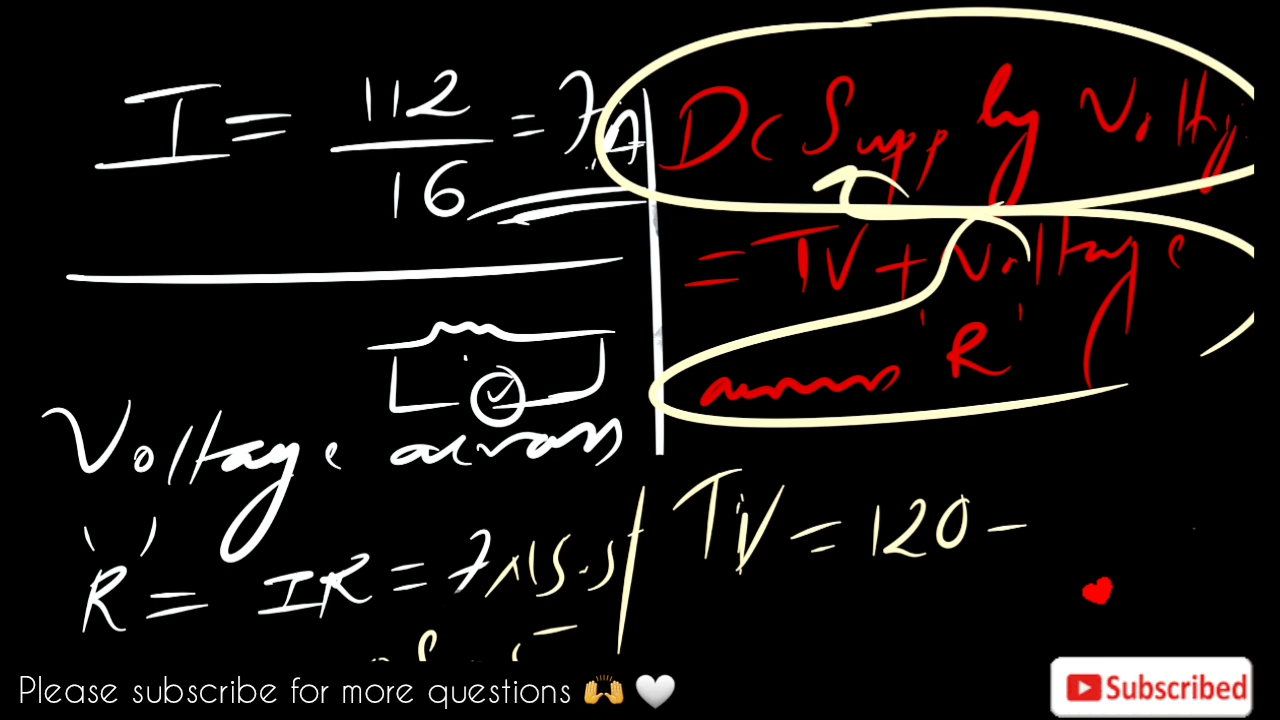 I = 112/16 = 7A
Voltage across
'R' = IR = 7×15.5
DC Supply Voltage
= TV + Voltage
across 'R'
TV = 120 -
Please subscribe for more questions 🙌 🤍
Subscribed